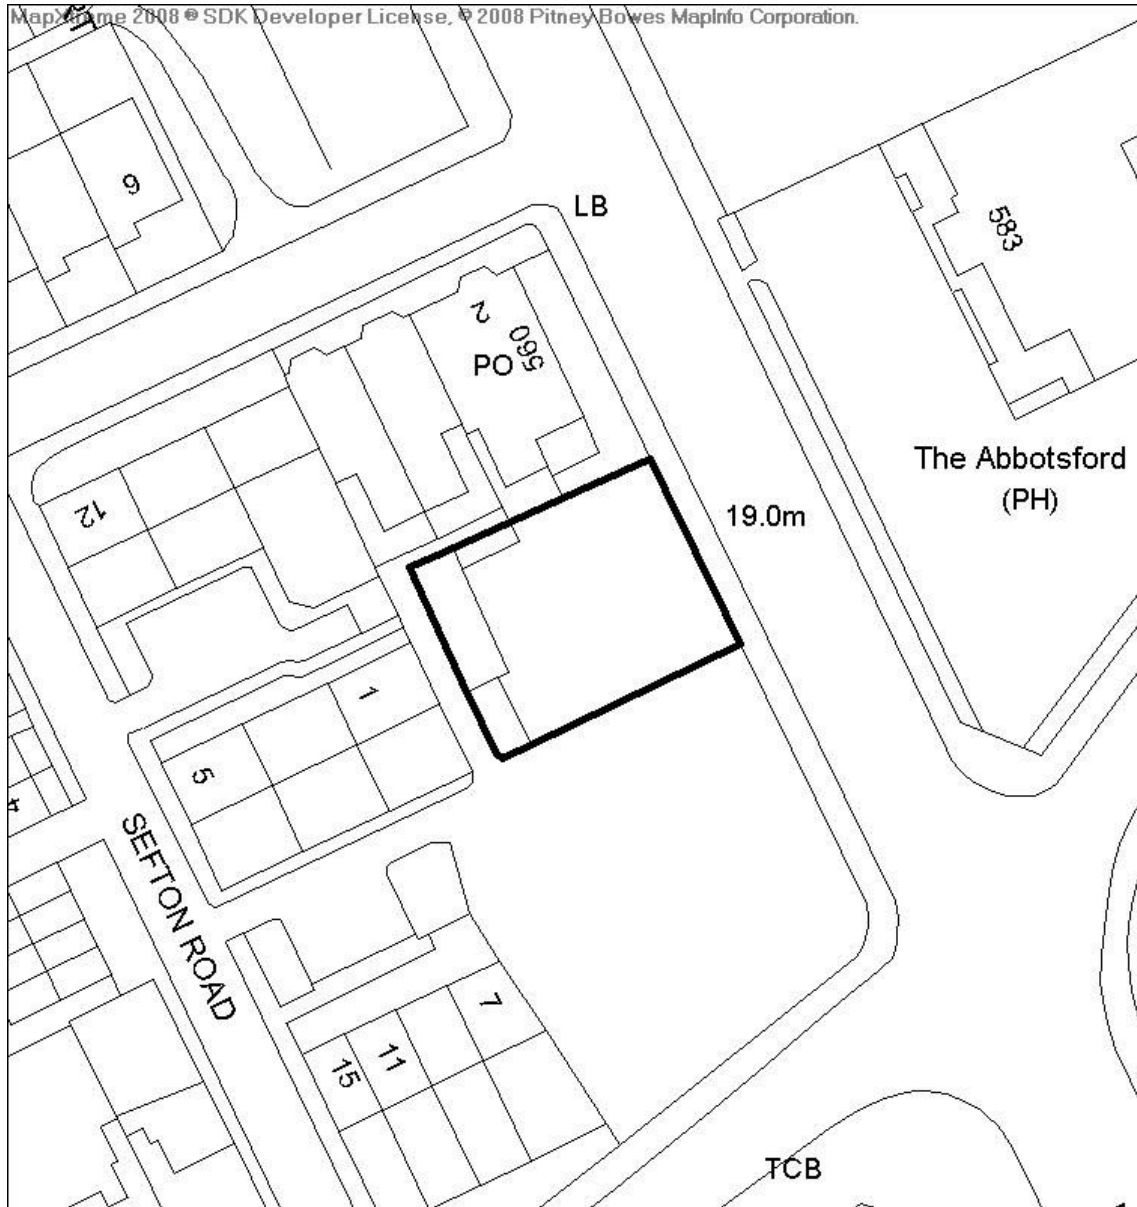 MapXtreme 2008 ® SDK Developer License, © 2008 Pitney Bowes MapInfo Corporation.
9
LB
583
2
560
PO
The Abbotsford
(PH)
19.0m
12
1
5
4
SEFTON ROAD
7
11
15
TCB